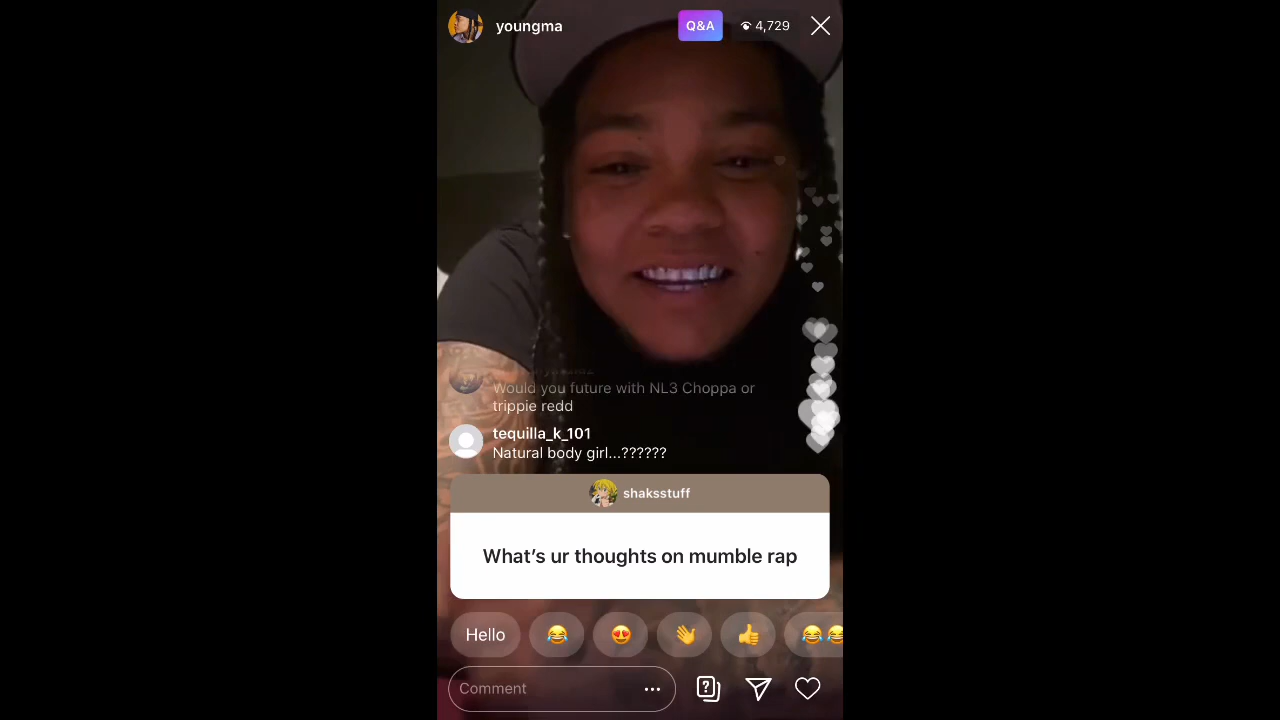 youngma
Q&A
4,729
Would you future with NL3 Choppa or
trippie redd
tequilla_k_101
Natural body girl...??????
shaksstuff
What's ur thoughts on mumble rap
Hello
Comment